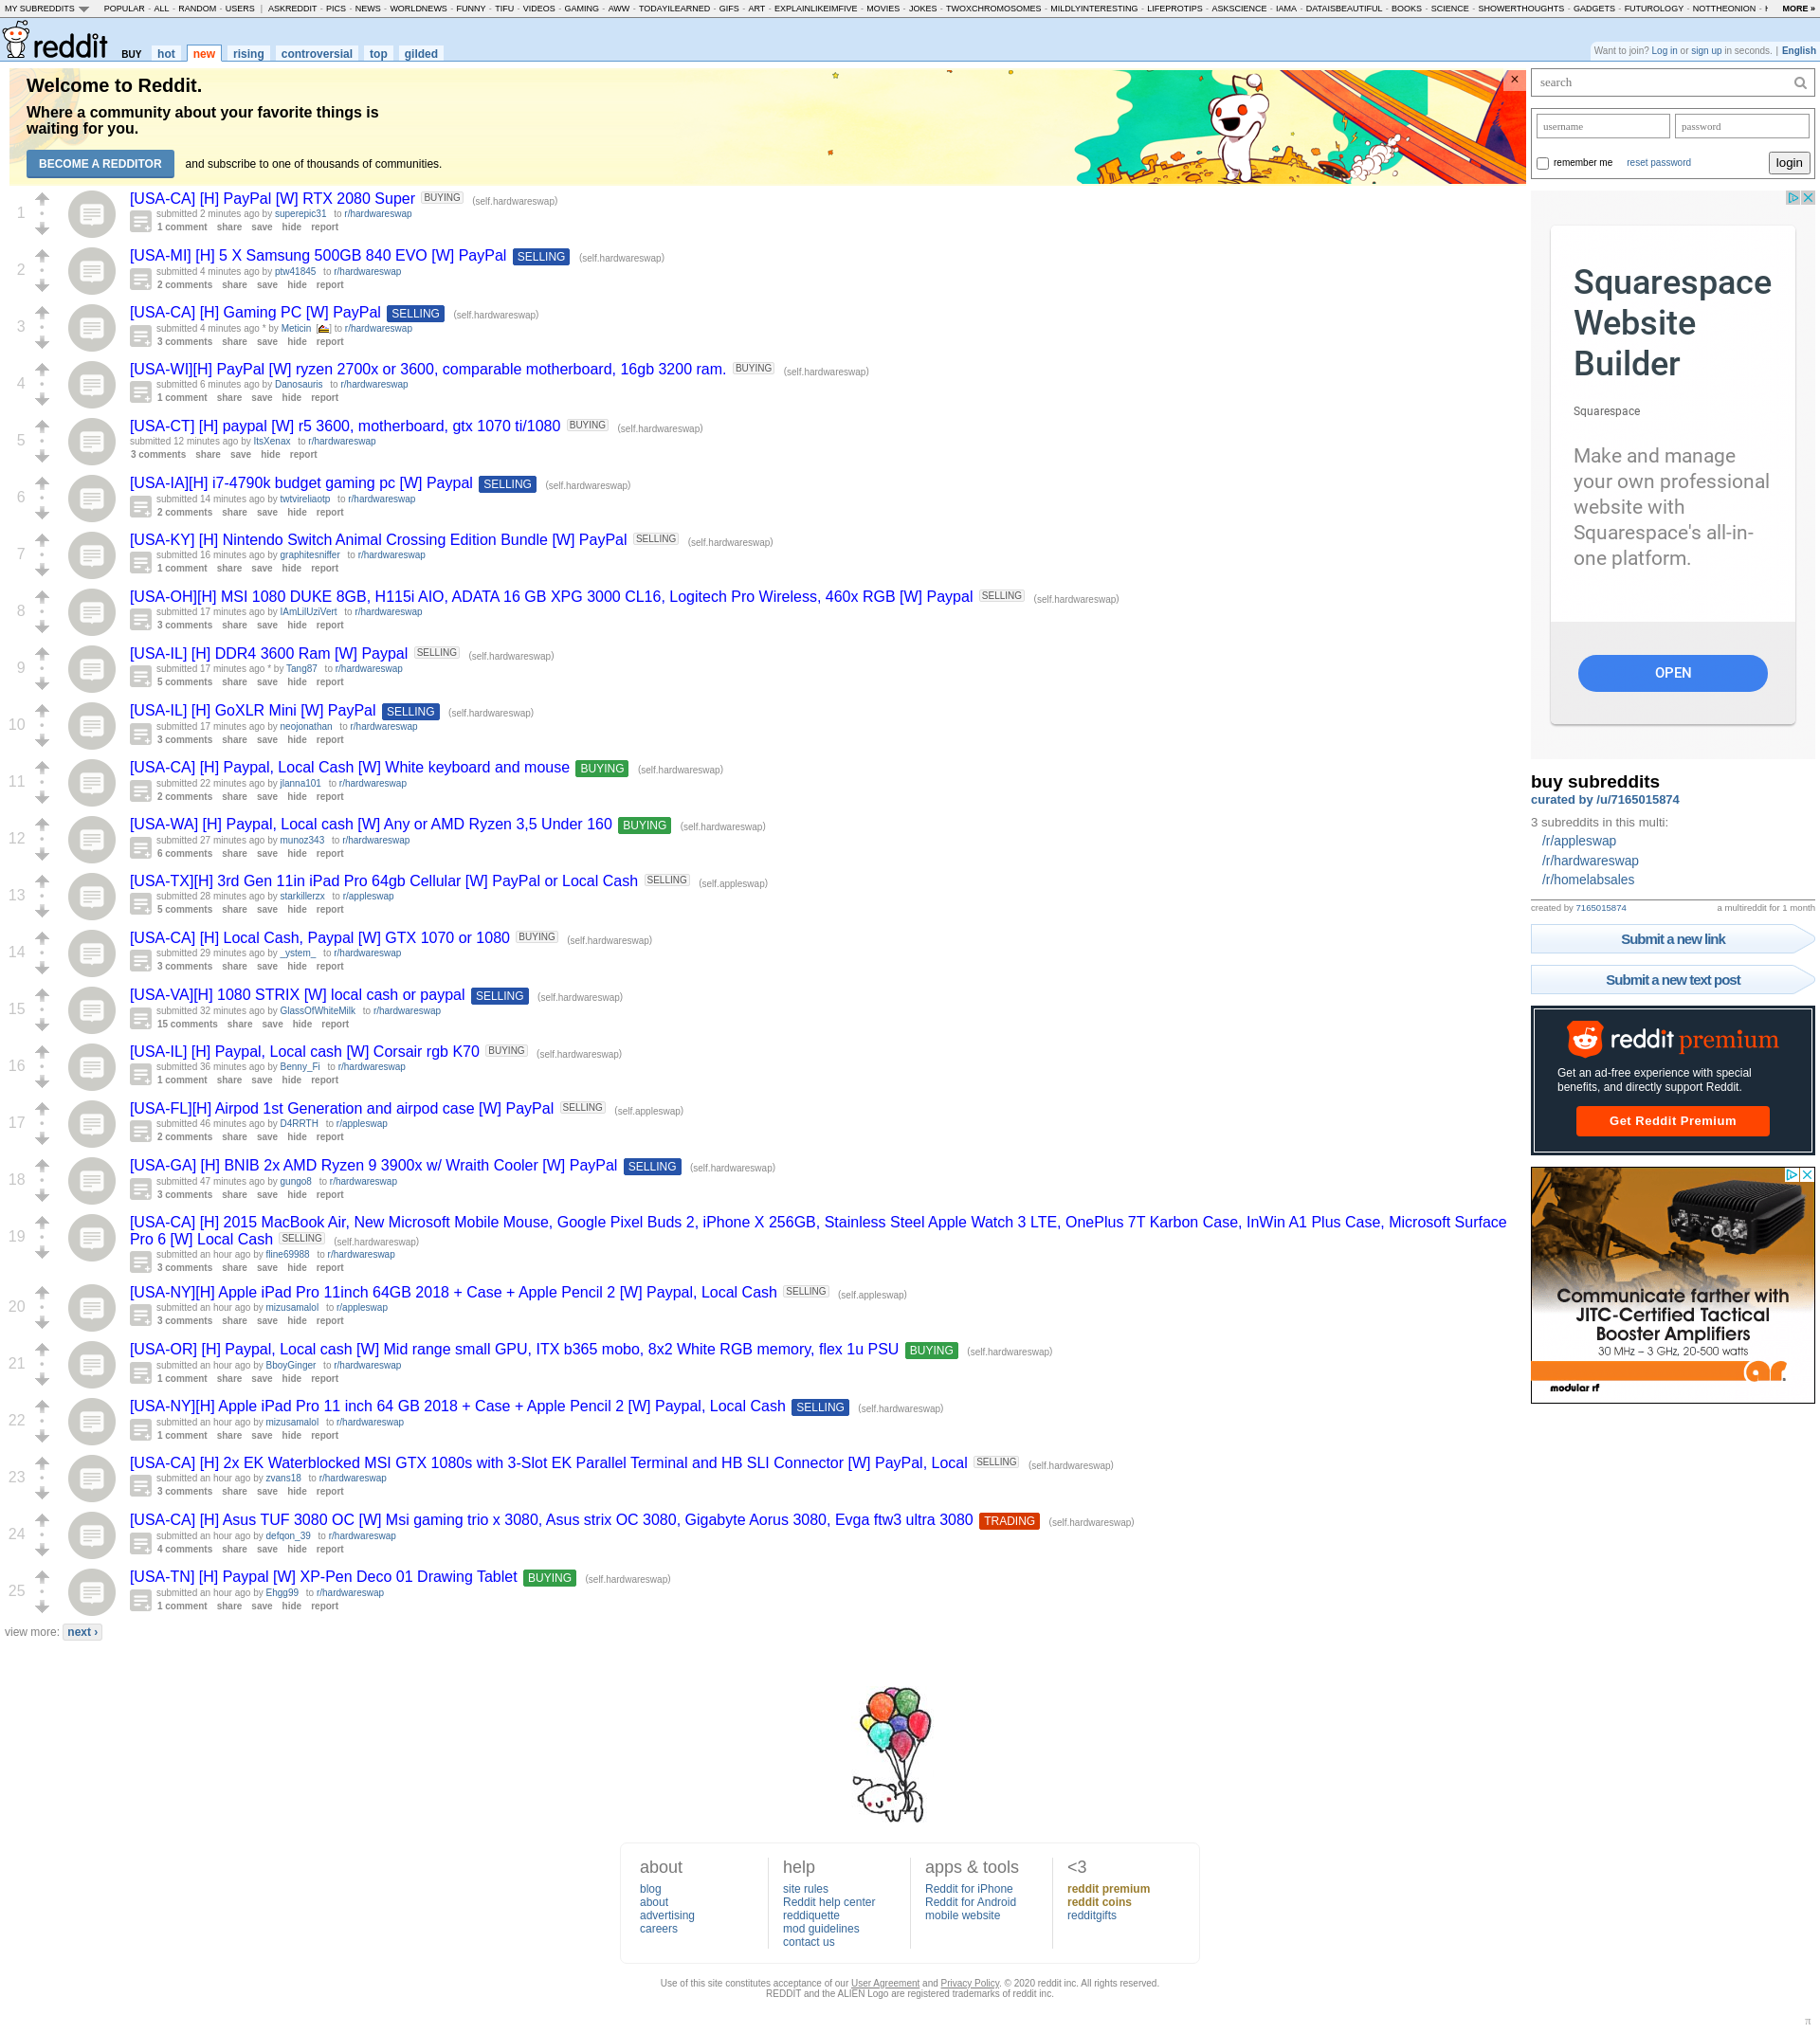 MY SUBREDDITS POPULAR - ALL - RANDOM - USERS | ASKREDDIT - PICS - NEWS - WORLDNEWS - FUNNY - TIFU - VIDEOS - GAMING - AWW - TODAYILEARNED - GIFS - ART - EXPLAINLIKEIMFIVE - MOVIES - JOKES - TWOXCHROMOSOMES - MILDLYINTERESTING - LIFEPROTIPS - ASKSCIENCE - IAMA - DATAISBEAUTIFUL - BOOKS - SCIENCE - SHOWERTHOUGHTS - GADGETS - FUTUROLOGY - NOTTHEONION - MORE »
reddit BUY hot new rising controversial top gilded
Want to join? Log in or sign up in seconds. | English
Welcome to Reddit.
Where a community about your favorite things is
waiting for you.
BECOME A REDDITOR and subscribe to one of thousands of communities.
×
1
[USA-CA] [H] PayPal [W] RTX 2080 Super BUYING (self.hardwareswap)
submitted 2 minutes ago by superepic31 to r/hardwareswap
1 comment share save hide report
2
[USA-MI] [H] 5 X Samsung 500GB 840 EVO [W] PayPal SELLING (self.hardwareswap)
submitted 4 minutes ago by ptw41845 to r/hardwareswap
2 comments share save hide report
3
[USA-CA] [H] Gaming PC [W] PayPal SELLING (self.hardwareswap)
submitted 4 minutes ago * by Meticin [] to r/hardwareswap
3 comments share save hide report
4
[USA-WI][H] PayPal [W] ryzen 2700x or 3600, comparable motherboard, 16gb 3200 ram. BUYING (self.hardwareswap)
submitted 6 minutes ago by Danosauris to r/hardwareswap
1 comment share save hide report
5
[USA-CT] [H] paypal [W] r5 3600, motherboard, gtx 1070 ti/1080 BUYING (self.hardwareswap)
submitted 12 minutes ago by ItsXenax to r/hardwareswap
3 comments share save hide report
6
[USA-IA][H] i7-4790k budget gaming pc [W] Paypal SELLING (self.hardwareswap)
submitted 14 minutes ago by twtvireliaotp to r/hardwareswap
2 comments share save hide report
7
[USA-KY] [H] Nintendo Switch Animal Crossing Edition Bundle [W] PayPal SELLING (self.hardwareswap)
submitted 16 minutes ago by graphitesniffer to r/hardwareswap
1 comment share save hide report
8
[USA-OH][H] MSI 1080 DUKE 8GB, H115i AIO, ADATA 16 GB XPG 3000 CL16, Logitech Pro Wireless, 460x RGB [W] Paypal SELLING (self.hardwareswap)
submitted 17 minutes ago by IAmLilUziVert to r/hardwareswap
3 comments share save hide report
9
[USA-IL] [H] DDR4 3600 Ram [W] Paypal SELLING (self.hardwareswap)
submitted 17 minutes ago * by Tang87 to r/hardwareswap
5 comments share save hide report
10
[USA-IL] [H] GoXLR Mini [W] PayPal SELLING (self.hardwareswap)
submitted 17 minutes ago by neojonathan to r/hardwareswap
3 comments share save hide report
11
[USA-CA] [H] Paypal, Local Cash [W] White keyboard and mouse BUYING (self.hardwareswap)
submitted 22 minutes ago by jlanna101 to r/hardwareswap
2 comments share save hide report
12
[USA-WA] [H] Paypal, Local cash [W] Any or AMD Ryzen 3,5 Under 160 BUYING (self.hardwareswap)
submitted 27 minutes ago by munoz343 to r/hardwareswap
6 comments share save hide report
13
[USA-TX][H] 3rd Gen 11in iPad Pro 64gb Cellular [W] PayPal or Local Cash SELLING (self.appleswap)
submitted 28 minutes ago by starkillerzx to r/appleswap
5 comments share save hide report
14
[USA-CA] [H] Local Cash, Paypal [W] GTX 1070 or 1080 BUYING (self.hardwareswap)
submitted 29 minutes ago by _ystem_ to r/hardwareswap
3 comments share save hide report
15
[USA-VA][H] 1080 STRIX [W] local cash or paypal SELLING (self.hardwareswap)
submitted 32 minutes ago by GlassOfWhiteMilk to r/hardwareswap
15 comments share save hide report
16
[USA-IL] [H] Paypal, Local cash [W] Corsair rgb K70 BUYING (self.hardwareswap)
submitted 36 minutes ago by Benny_Fi to r/hardwareswap
1 comment share save hide report
17
[USA-FL][H] Airpod 1st Generation and airpod case [W] PayPal SELLING (self.appleswap)
submitted 46 minutes ago by D4RRTH to r/appleswap
2 comments share save hide report
18
[USA-GA] [H] BNIB 2x AMD Ryzen 9 3900x w/ Wraith Cooler [W] PayPal SELLING (self.hardwareswap)
submitted 47 minutes ago by gungo8 to r/hardwareswap
3 comments share save hide report
19
[USA-CA] [H] 2015 MacBook Air, New Microsoft Mobile Mouse, Google Pixel Buds 2, iPhone X 256GB, Stainless Steel Apple Watch 3 LTE, OnePlus 7T Karbon Case, InWin A1 Plus Case, Microsoft Surface
Pro 6 [W] Local Cash SELLING (self.hardwareswap)
submitted an hour ago by fline69988 to r/hardwareswap
3 comments share save hide report
20
[USA-NY][H] Apple iPad Pro 11inch 64GB 2018 + Case + Apple Pencil 2 [W] Paypal, Local Cash SELLING (self.appleswap)
submitted an hour ago by mizusamalol to r/appleswap
3 comments share save hide report
21
[USA-OR] [H] Paypal, Local cash [W] Mid range small GPU, ITX b365 mobo, 8x2 White RGB memory, flex 1u PSU BUYING (self.hardwareswap)
submitted an hour ago by BboyGinger to r/hardwareswap
1 comment share save hide report
22
[USA-NY][H] Apple iPad Pro 11 inch 64 GB 2018 + Case + Apple Pencil 2 [W] Paypal, Local Cash SELLING (self.hardwareswap)
submitted an hour ago by mizusamalol to r/hardwareswap
1 comment share save hide report
23
[USA-CA] [H] 2x EK Waterblocked MSI GTX 1080s with 3-Slot EK Parallel Terminal and HB SLI Connector [W] PayPal, Local SELLING (self.hardwareswap)
submitted an hour ago by zvans18 to r/hardwareswap
3 comments share save hide report
24
[USA-CA] [H] Asus TUF 3080 OC [W] Msi gaming trio x 3080, Asus strix OC 3080, Gigabyte Aorus 3080, Evga ftw3 ultra 3080 TRADING (self.hardwareswap)
submitted an hour ago by defqon_39 to r/hardwareswap
4 comments share save hide report
25
[USA-TN] [H] Paypal [W] XP-Pen Deco 01 Drawing Tablet BUYING (self.hardwareswap)
submitted an hour ago by Ehgg99 to r/hardwareswap
1 comment share save hide report
view more: next ›
search
username password
remember me reset password login
Squarespace
Website
Builder
Squarespace
Make and manage
your own professional
website with
Squarespace's all-in-
one platform.
OPEN
buy subreddits
curated by /u/7165015874
3 subreddits in this multi:
/r/appleswap
/r/hardwareswap
/r/homelabsales
created by 7165015874 a multireddit for 1 month
Submit a new link
Submit a new text post
reddit premium
Get an ad-free experience with special
benefits, and directly support Reddit.
Get Reddit Premium
Communicate farther with
JITC-Certified Tactical
Booster Amplifiers
30 MHz – 3 GHz, 20-500 watts
ar.
modular rf
about
blog
about
advertising
careers
help
site rules
Reddit help center
reddiquette
mod guidelines
contact us
apps & tools
Reddit for iPhone
Reddit for Android
mobile website
<3
reddit premium
reddit coins
redditgifts
Use of this site constitutes acceptance of our User Agreement and Privacy Policy. © 2020 reddit inc. All rights reserved.
REDDIT and the ALIEN Logo are registered trademarks of reddit inc.
π